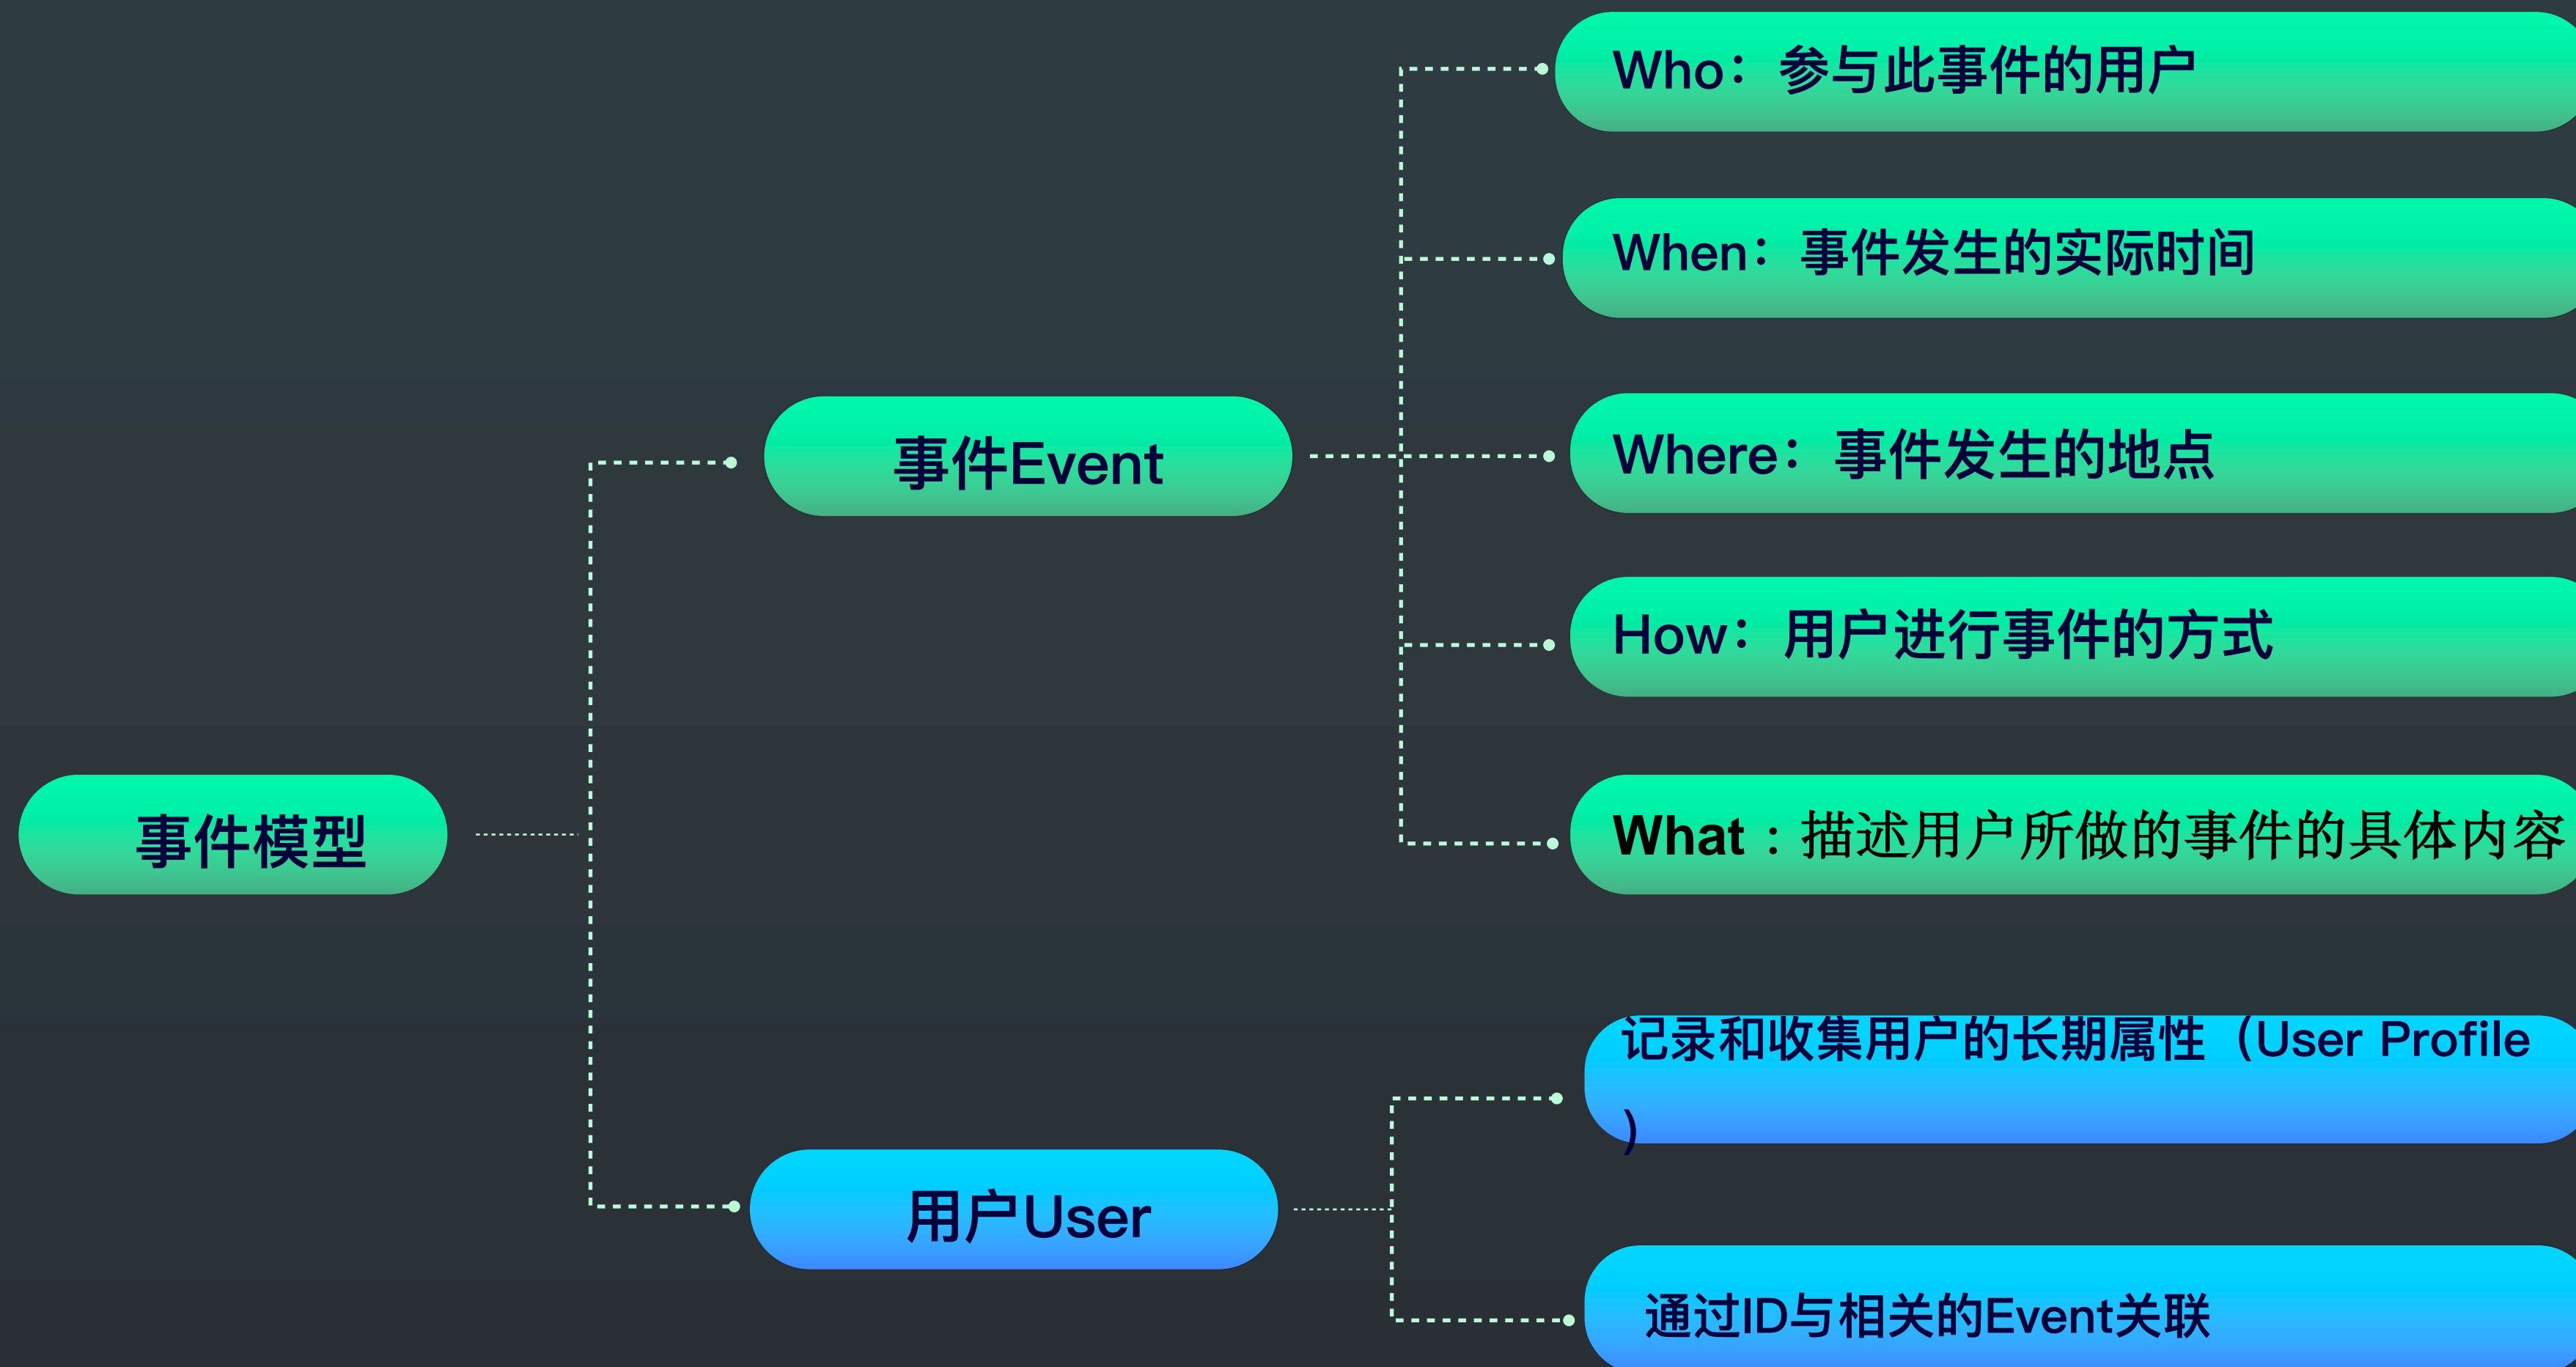 Who：参与此事件的用户
When：事件发生的实际时间
Where：事件发生的地点
事件Event
How：用户进行事件的方式
事件模型
What：描述用户所做的事件的具体内容
记录和收集用户的长期属性（User Profile
）
用户User
通过ID与相关的Event关联